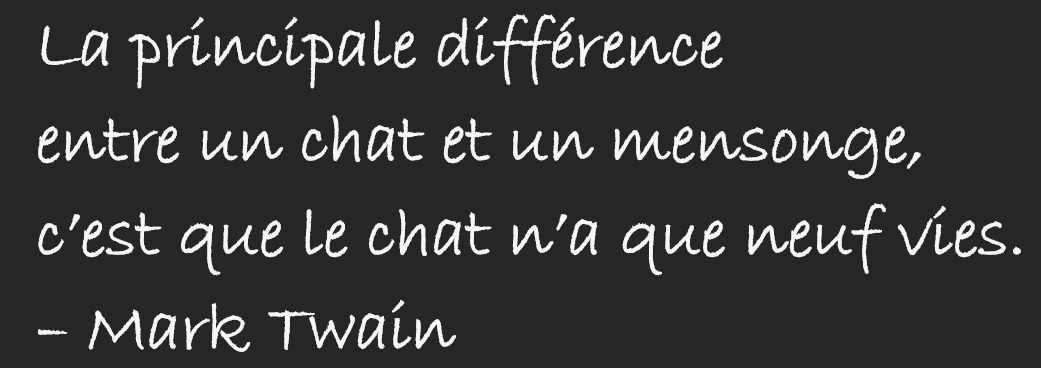 La principale différence
entre un chat et un mensonge,
c’est que le chat n’a que neuf vies.
– Mark Twain